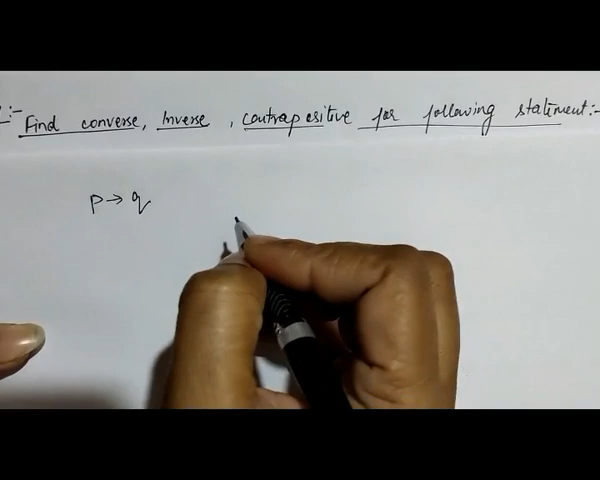 :- Find converse, Inverse, Contrapositive for following statement:-
p → q